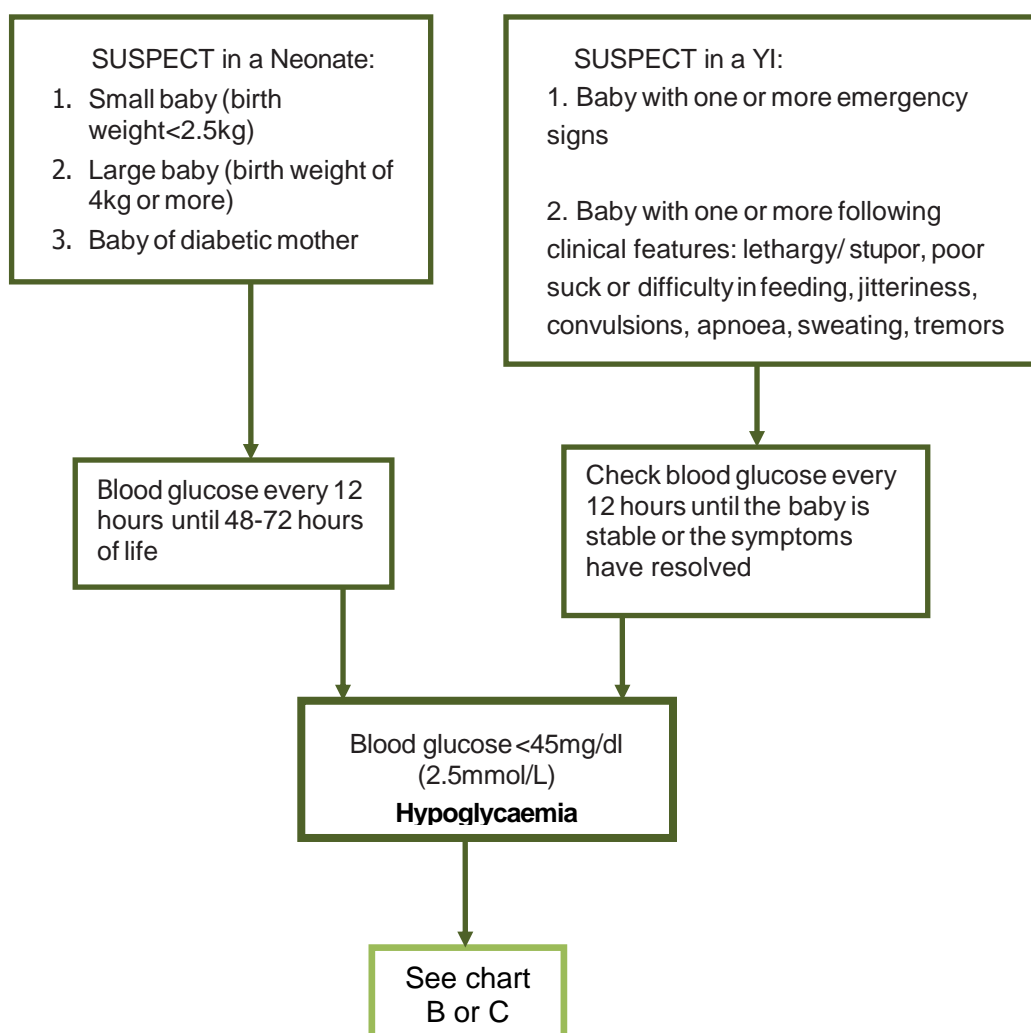 SUSPECT in a Neonate:
1. Small baby (birth
weight<2.5kg)
2. Large baby (birth weight of
4kg or more)
3. Baby of diabetic mother
SUSPECT in a YI:
1. Baby with one or more emergency
signs
2. Baby with one or more following
clinical features: lethargy/ stupor, poor
suck or difficulty in feeding, jitteriness,
convulsions, apnoea, sweating, tremors
Blood glucose every 12
hours until 48-72 hours
of life
Check blood glucose every
12 hours until the baby is
stable or the symptoms
have resolved
Blood glucose <45mg/dl
(2.5mmol/L)
Hypoglycaemia
See chart
B or C